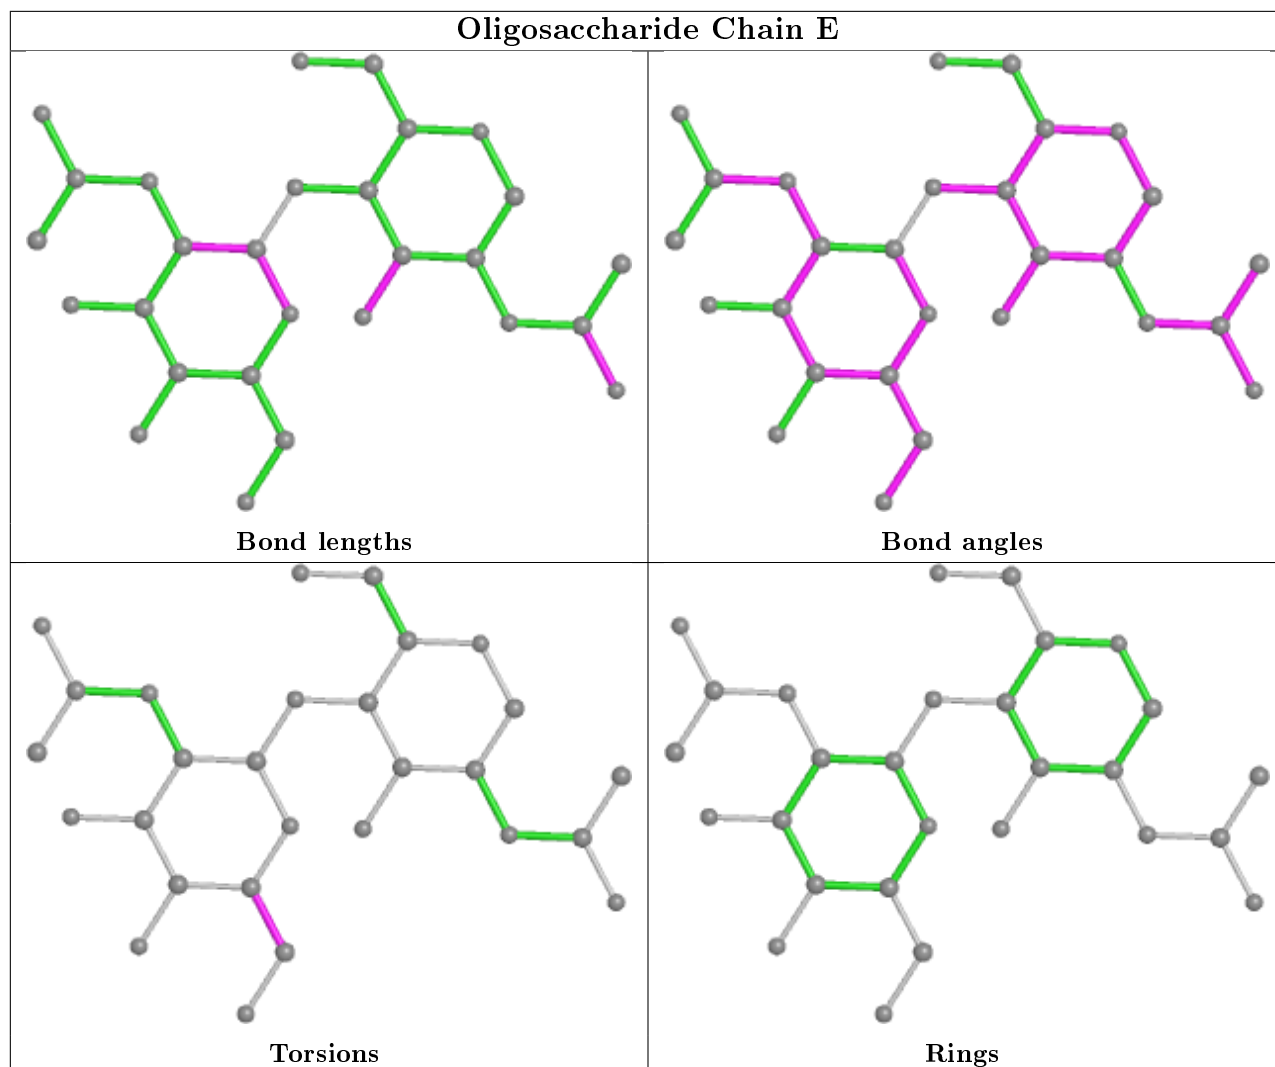 Oligosaccharide Chain E
Bond lengths
Bond angles
Torsions
Rings